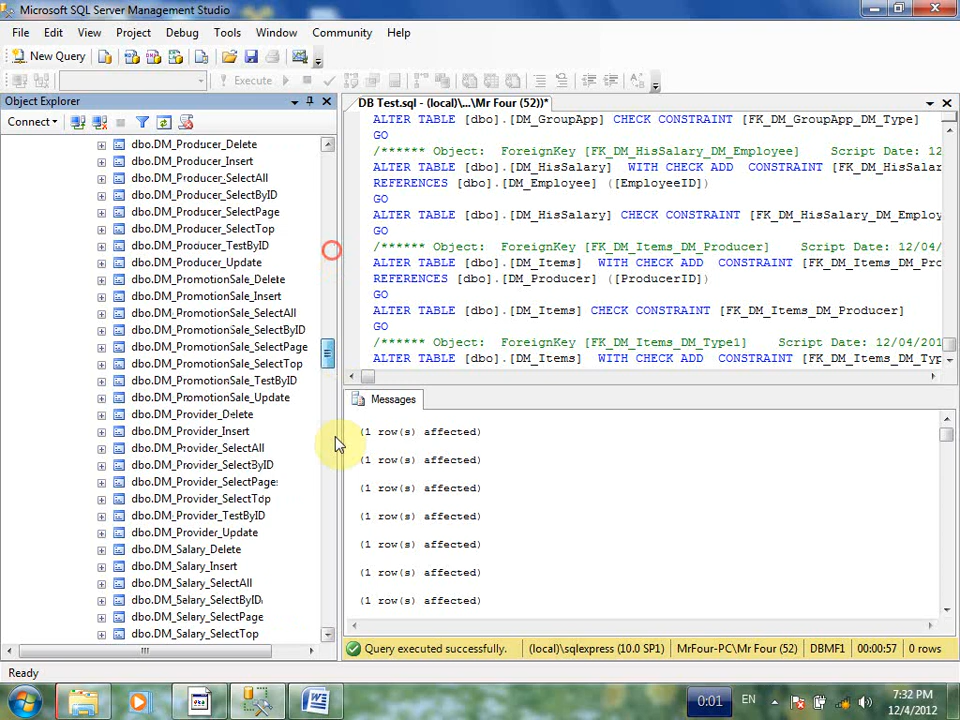 Microsoft SQL Server Management Studio
File Edit View Project Debug Tools Window Community Help
New Query
Execute
Object Explorer
DB Test.sql - (local)\...\Mr Four (52))*
Connect
dbo.DM_Producer_Delete
dbo.DM_Producer_Insert
dbo.DM_Producer_SelectAll
dbo.DM_Producer_SelectByID
dbo.DM_Producer_SelectPage
dbo.DM_Producer_SelectTop
dbo.DM_Producer_TestByID
dbo.DM_Producer_Update
dbo.DM_PromotionSale_Delete
dbo.DM_PromotionSale_Insert
dbo.DM_PromotionSale_SelectAll
dbo.DM_PromotionSale_SelectByID
dbo.DM_PromotionSale_SelectPage
dbo.DM_PromotionSale_SelectTop
dbo.DM_PromotionSale_TestByID
dbo.DM_PromotionSale_Update
dbo.DM_Provider_Delete
dbo.DM_Provider_Insert
dbo.DM_Provider_SelectAll
dbo.DM_Provider_SelectByID
dbo.DM_Provider_SelectPage
dbo.DM_Provider_SelectTop
dbo.DM_Provider_TestByID
dbo.DM_Provider_Update
dbo.DM_Salary_Delete
dbo.DM_Salary_Insert
dbo.DM_Salary_SelectAll
dbo.DM_Salary_SelectByID
dbo.DM_Salary_SelectPage
dbo.DM_Salary_SelectTop
ALTER TABLE [dbo].[DM_GroupApp] CHECK CONSTRAINT [FK_DM_GroupApp_DM_Type]
GO
/****** Object: ForeignKey [FK_DM_HisSalary_DM_Employee] Script Date: 12
ALTER TABLE [dbo].[DM_HisSalary] WITH CHECK ADD CONSTRAINT [FK_DM_HisSalar
REFERENCES [dbo].[DM_Employee] ([EmployeeID])
GO
ALTER TABLE [dbo].[DM_HisSalary] CHECK CONSTRAINT [FK_DM_HisSalary_DM_Employ
GO
/****** Object: ForeignKey [FK_DM_Items_DM_Producer] Script Date: 12/04
ALTER TABLE [dbo].[DM_Items] WITH CHECK ADD CONSTRAINT [FK_DM_Items_DM_Pro
REFERENCES [dbo].[DM_Producer] ([ProducerID])
GO
ALTER TABLE [dbo].[DM_Items] CHECK CONSTRAINT [FK_DM_Items_DM_Producer]
GO
/****** Object: ForeignKey [FK_DM_Items_DM_Type1] Script Date: 12/04/201
ALTER TABLE [dbo].[DM_Items] WITH CHECK ADD CONSTRAINT [FK_DM_Items_DM_Typ
Messages
(1 row(s) affected)
(1 row(s) affected)
(1 row(s) affected)
(1 row(s) affected)
(1 row(s) affected)
(1 row(s) affected)
(1 row(s) affected)
Query executed successfully. (local)\sqlexpress (10.0 SP1) MrFour-PC\Mr Four (52) DBMF1 00:00:57 0 rows
Ready
0:01 EN 7:32 PM
12/4/2012